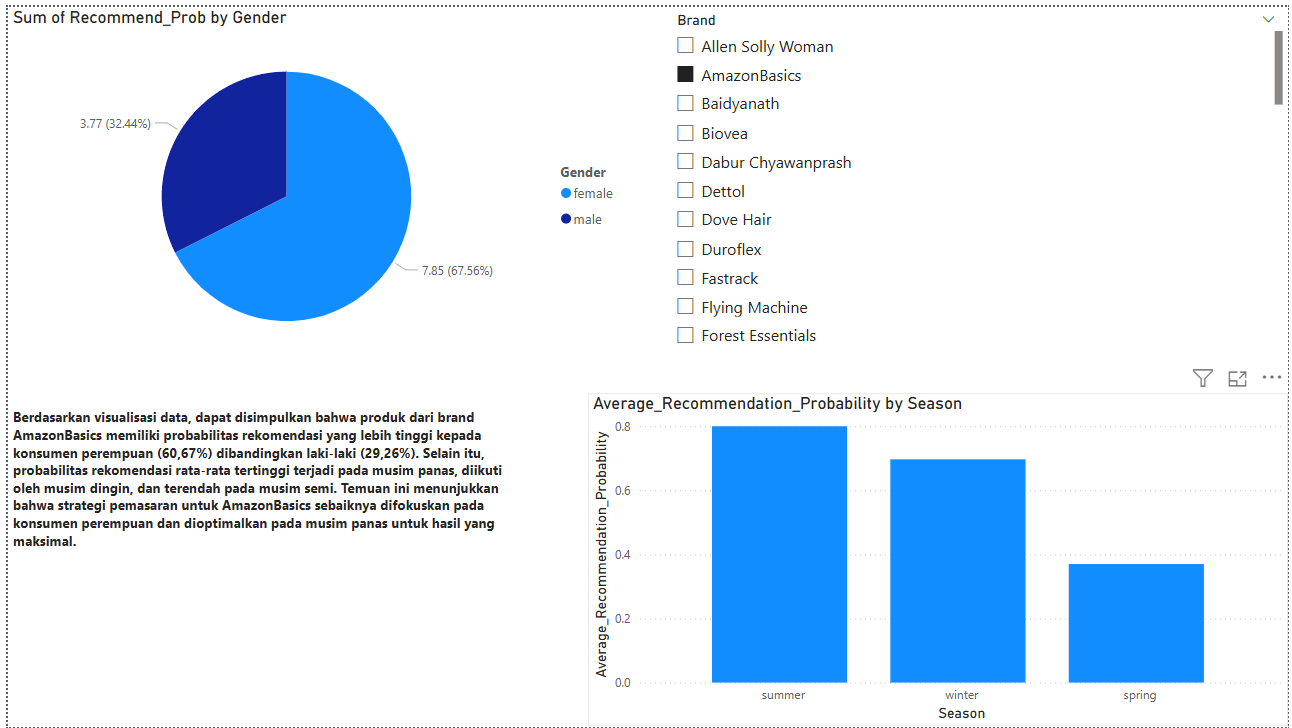 Sum of Recommend_Prob by Gender
3.77 (32.44%)
7.85 (67.56%)
Gender
female
male
Brand
Allen Solly Woman
AmazonBasics
Baidyanath
Biovea
Dabur Chyawanprash
Dettol
Dove Hair
Duroflex
Fastrack
Flying Machine
Forest Essentials
Berdasarkan visualisasi data, dapat disimpulkan bahwa produk dari brand
AmazonBasics memiliki probabilitas rekomendasi yang lebih tinggi kepada
konsumen perempuan (60,67%) dibandingkan laki-laki (29,26%). Selain itu,
probabilitas rekomendasi rata-rata tertinggi terjadi pada musim panas, diikuti
oleh musim dingin, dan terendah pada musim semi. Temuan ini menunjukkan
bahwa strategi pemasaran untuk AmazonBasics sebaiknya difokuskan pada
konsumen perempuan dan dioptimalkan pada musim panas untuk hasil yang
maksimal.
Average_Recommendation_Probability by Season
Average_Recommendation_Probability
0.8
0.6
0.4
0.2
0.0
summer
winter
spring
Season